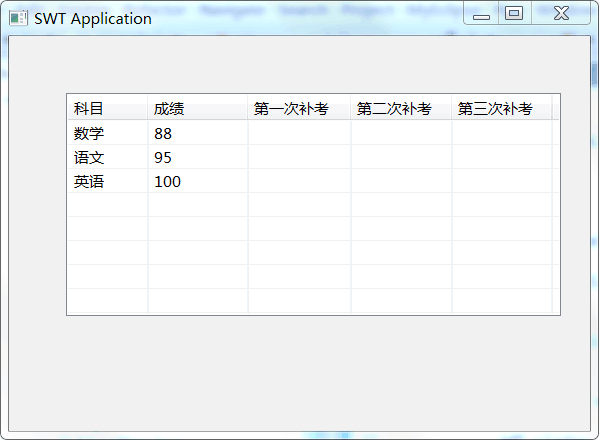 SWT Application
科目 成绩 第一次补考 第二次补考 第三次补考
数学 88
语文 95
英语 100